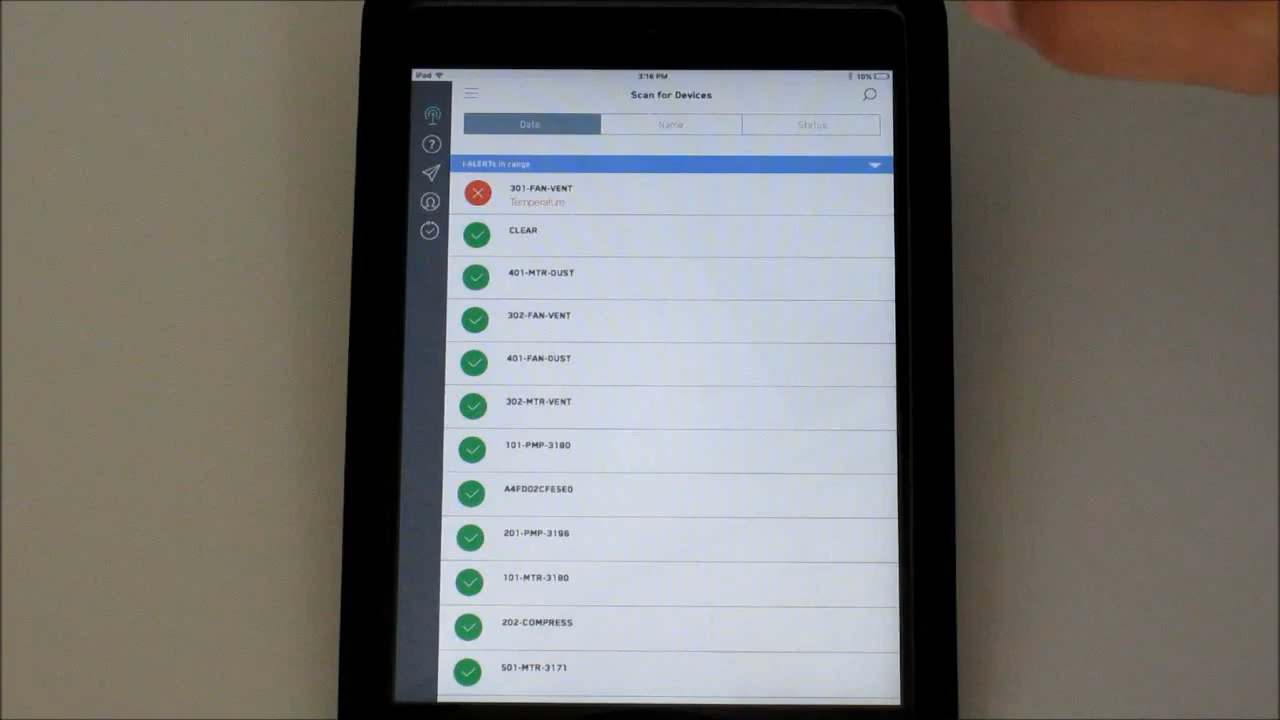 iPad 3:16 PM 10%
Scan for Devices
Date Name Status
i-ALERTs in range
301-FAN-VENT
Temperature
CLEAR
401-MTR-DUST
302-FAN-VENT
401-FAN-DUST
302-MTR-VENT
101-PMP-3180
A4FD02CFE5E0
201-PMP-3196
101-MTR-3180
202-COMPRESS
501-MTR-3171